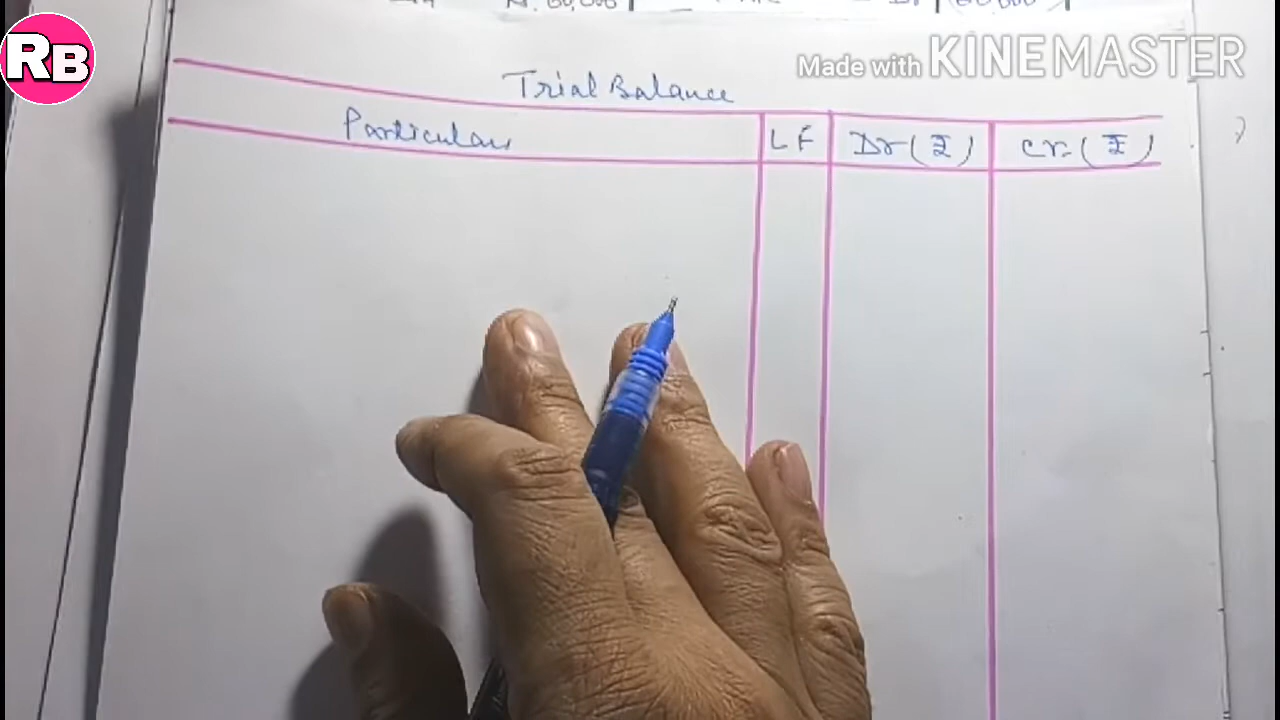 RB
Made with KINEMASTER
Trial Balance
Particulars LF Dr (₹) Cr. (₹)